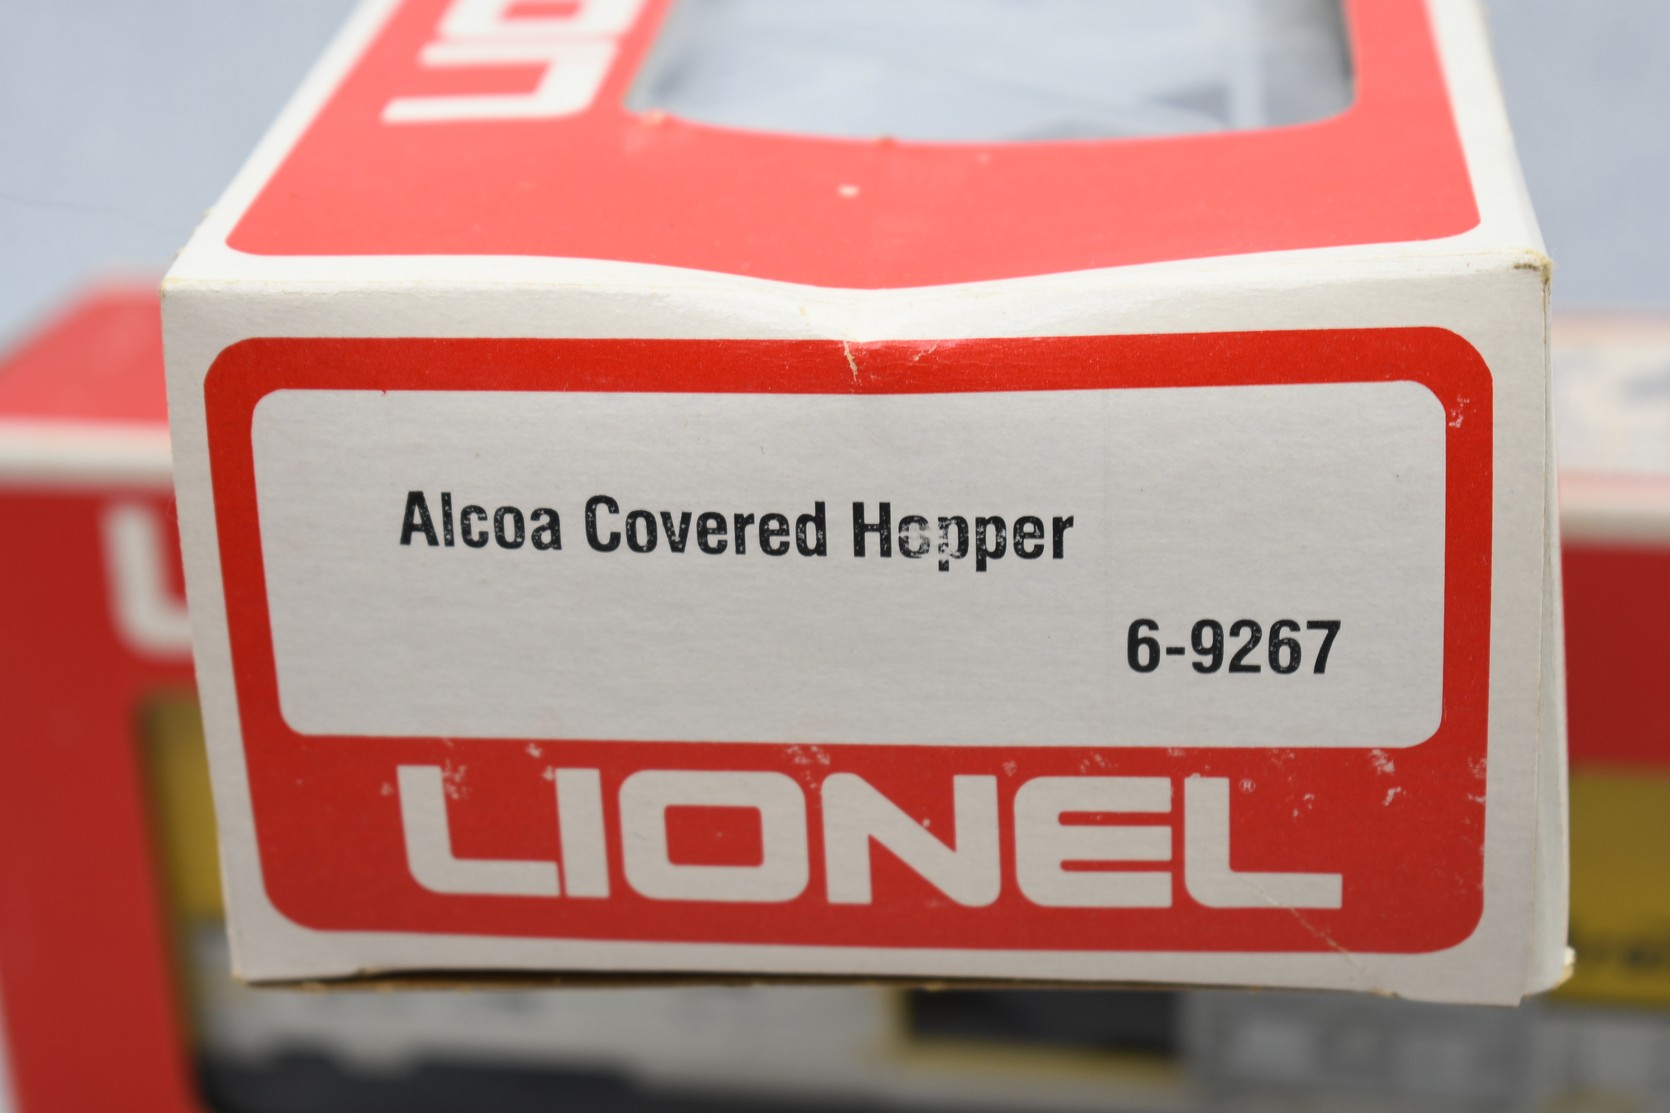 Alcoa Covered Hopper
6-9267
LIONEL®